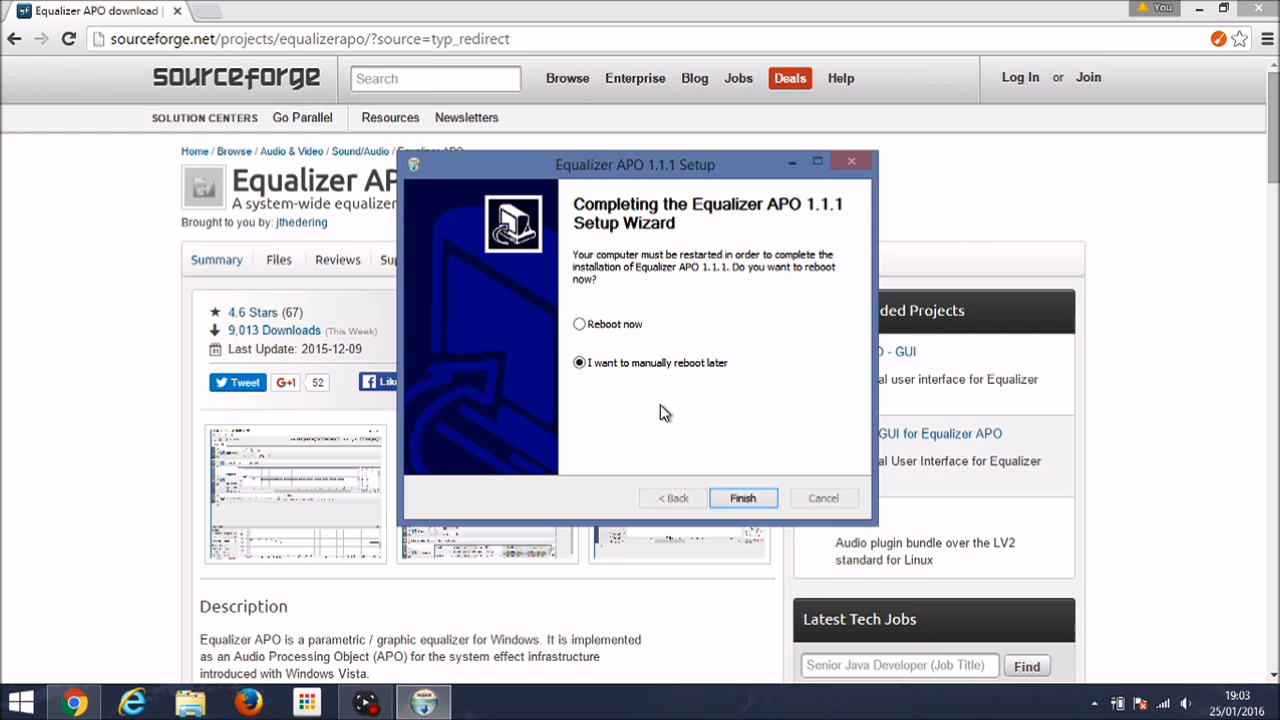 Equalizer APO download |
You
sourceforge.net/projects/equalizerapo/?source=typ_redirect
sourceforge
Search
Browse
Enterprise
Blog
Jobs
Deals
Help
Log In or Join
SOLUTION CENTERS
Go Parallel
Resources
Newsletters
Home / Browse / Audio & Video / Sound/Audio /
Equalizer AP
A system-wide equalizer
Brought to you by: jthedering
Summary
Files
Reviews
Sup
4.6 Stars (67)
9,013 Downloads (This Week)
Last Update: 2015-12-09
Tweet
G+1
52
Lik
Equalizer APO 1.1.1 Setup
Completing the Equalizer APO 1.1.1
Setup Wizard
Your computer must be restarted in order to complete the
installation of Equalizer APO 1.1.1. Do you want to reboot
now?
Reboot now
I want to manually reboot later
< Back
Finish
Cancel
ded Projects
O - GUI
al user interface for Equalizer
GUI for Equalizer APO
al User Interface for Equalizer
Audio plugin bundle over the LV2
standard for Linux
Description
Equalizer APO is a parametric / graphic equalizer for Windows. It is implemented
as an Audio Processing Object (APO) for the system effect infrastructure
introduced with Windows Vista.
Latest Tech Jobs
Senior Java Developer (Job Title)
Find
19:03
25/01/2016